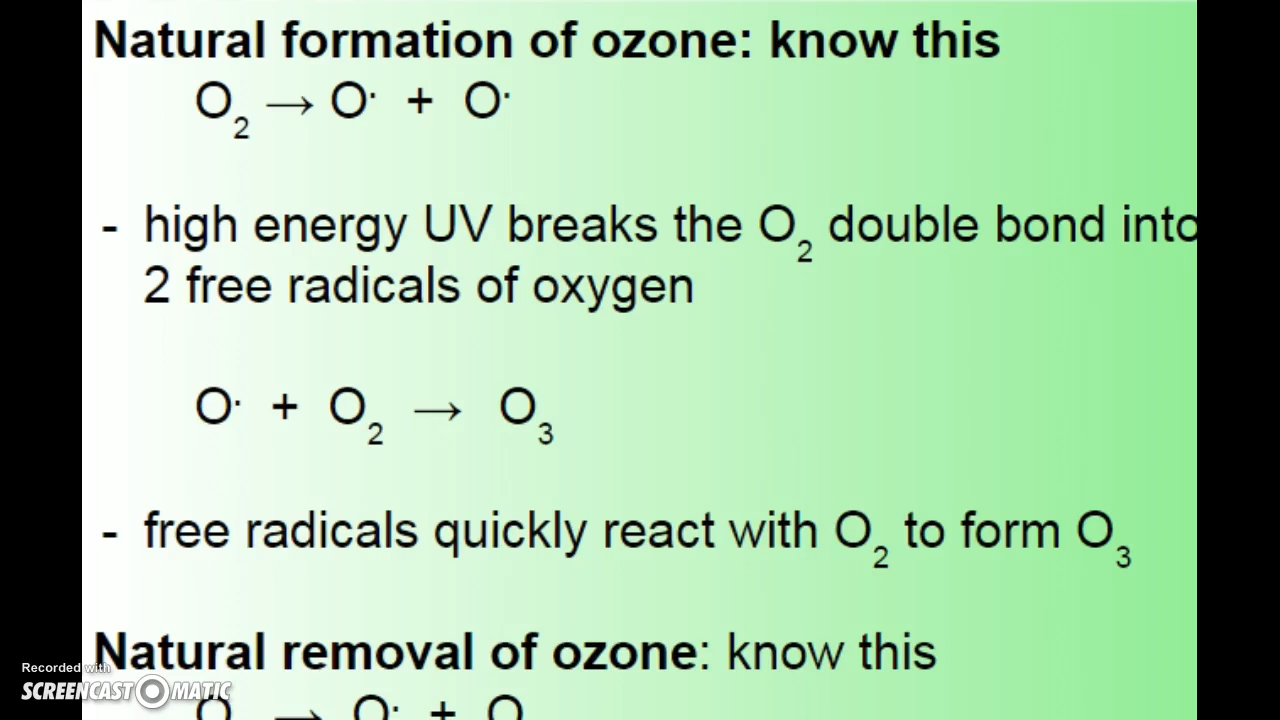 Natural formation of ozone: know this
O₂ → O· + O·
- high energy UV breaks the O₂ double bond into
2 free radicals of oxygen
O· + O₂ → O₃
- free radicals quickly react with O₂ to form O₃
Natural removal of ozone: know this
O → O· + O
Recorded with
SCREENCAST MATIC